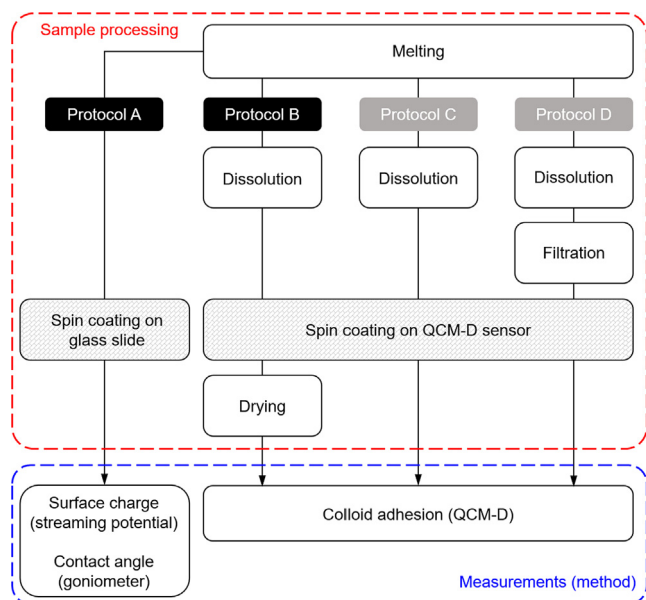 Sample processing
Melting
Protocol A
Protocol B
Protocol C
Protocol D
Dissolution
Dissolution
Dissolution
Filtration
Spin coating on
glass slide
Spin coating on QCM-D sensor
Drying
Surface charge
(streaming potential)
Contact angle
(goniometer)
Colloid adhesion (QCM-D)
Measurements (method)